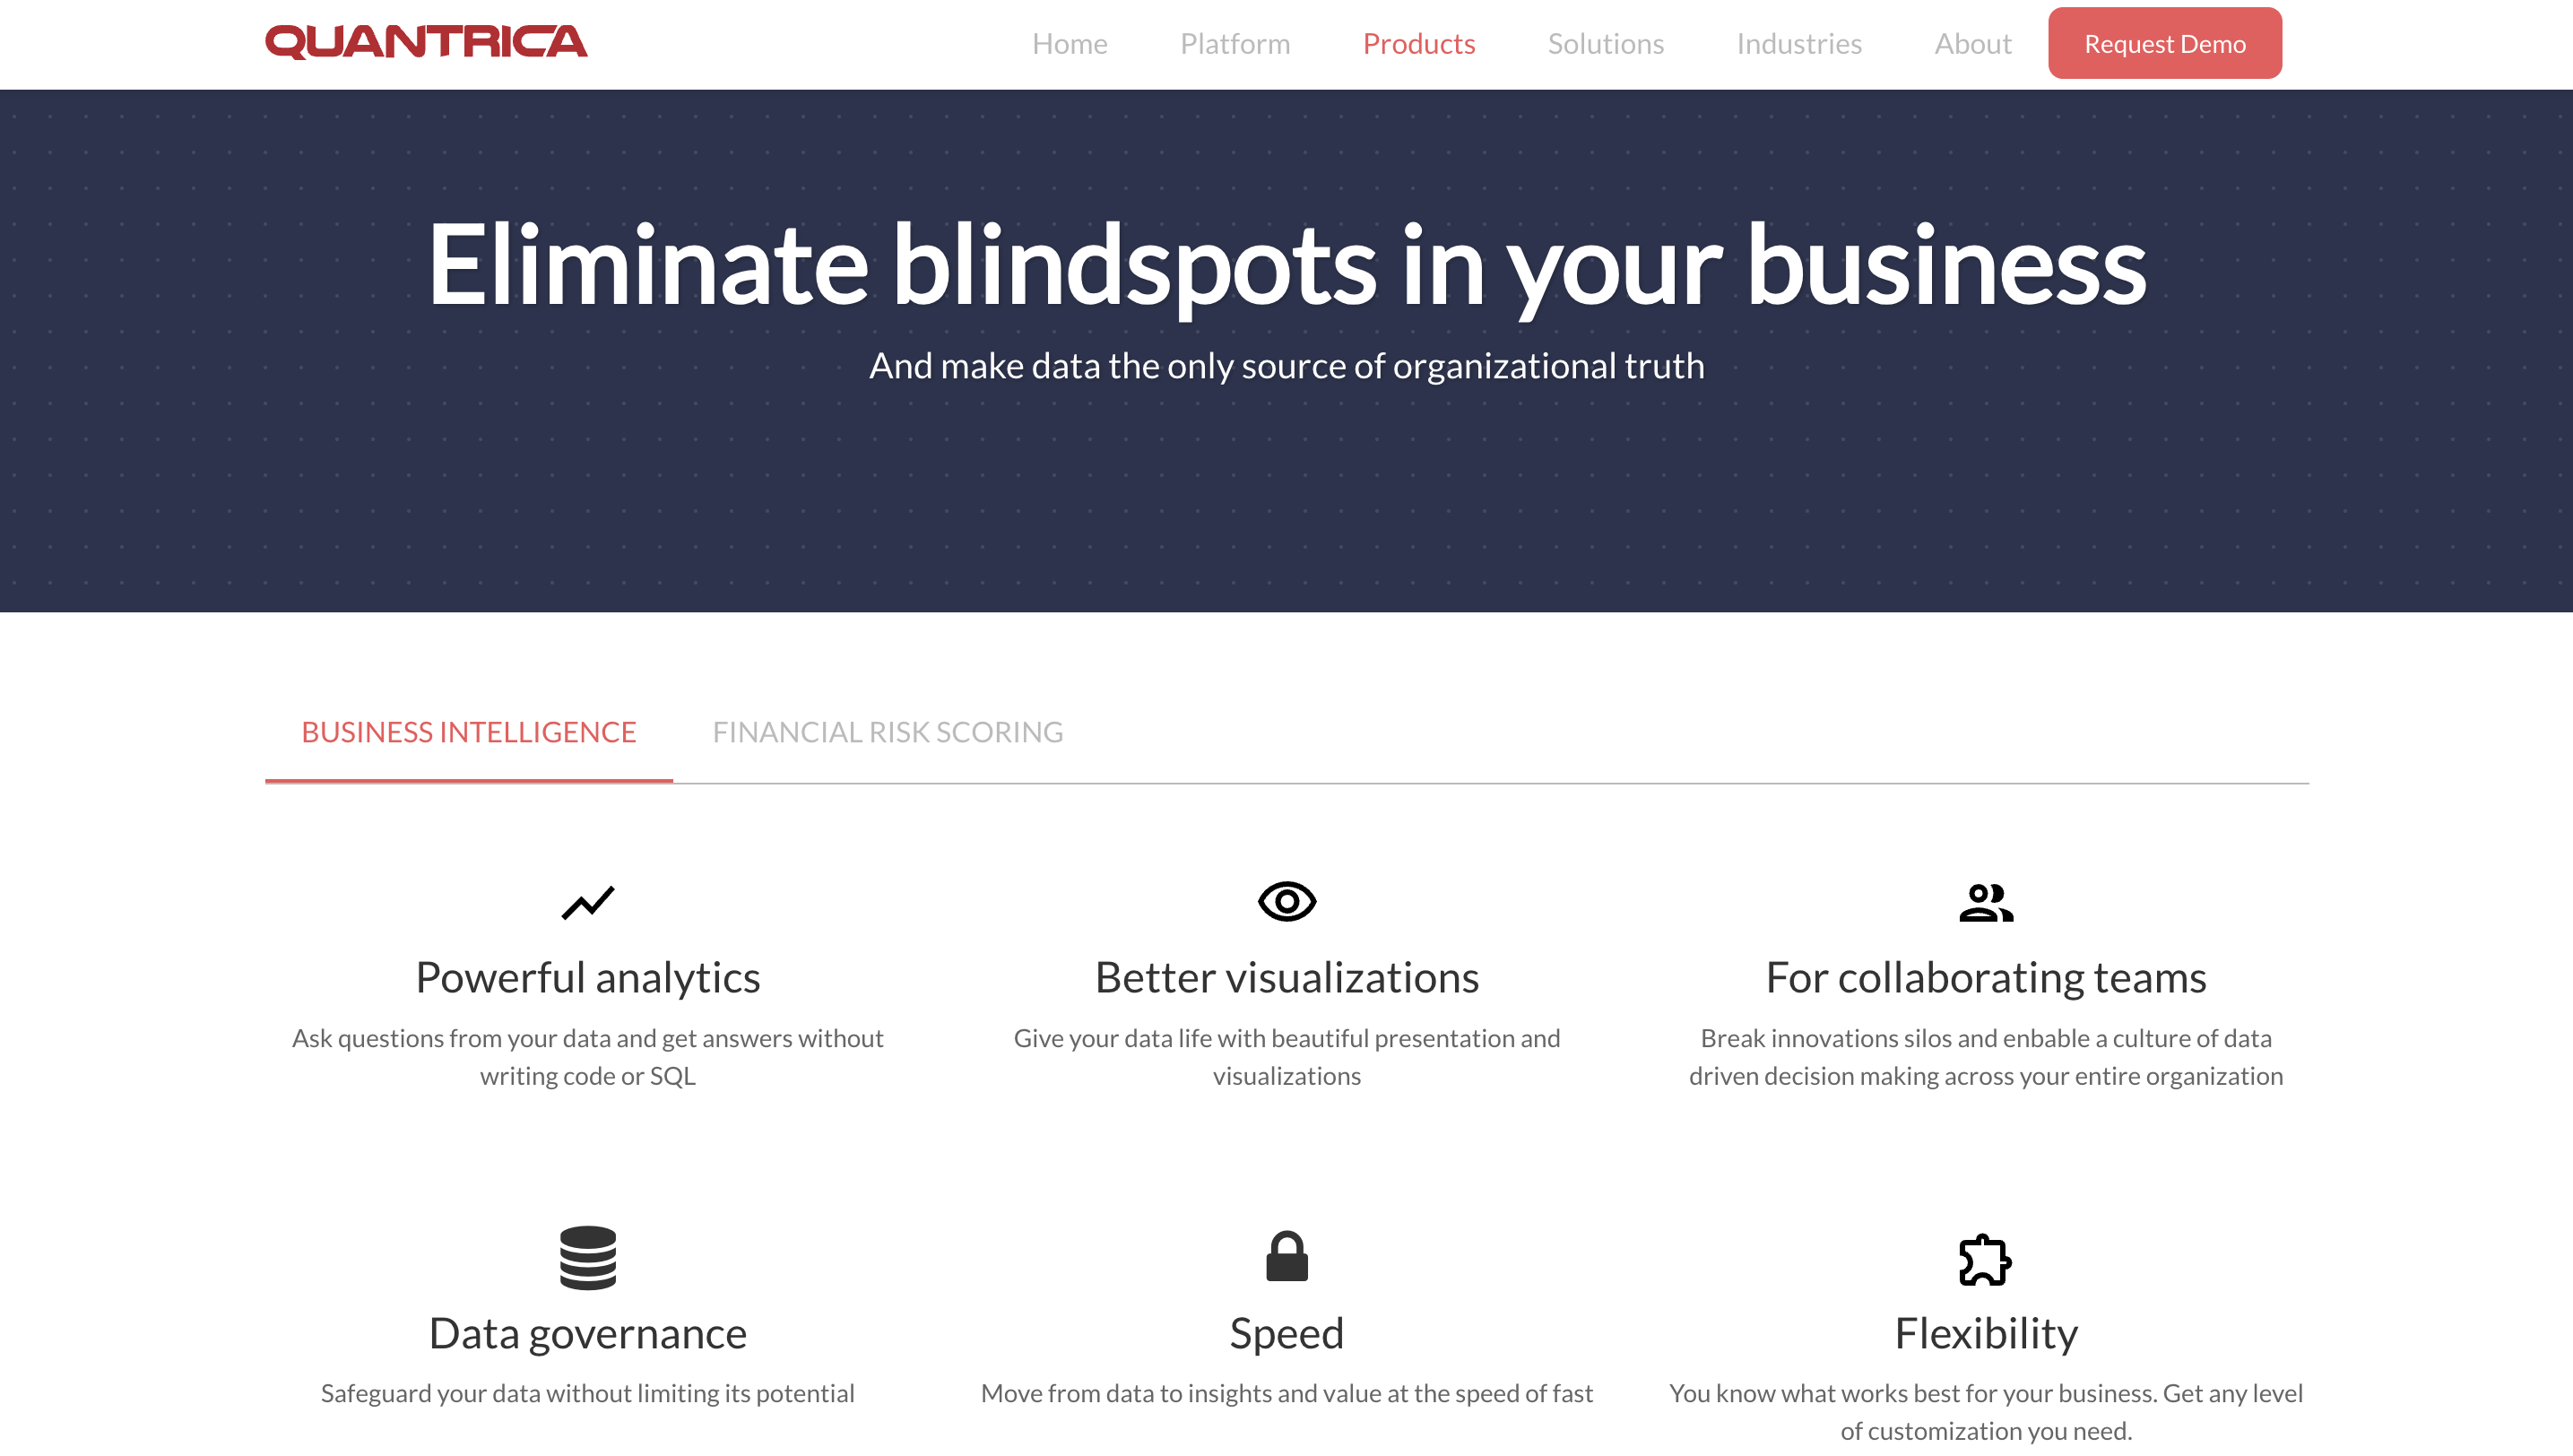 QUANTRICA
Home Platform Products Solutions Industries About Request Demo
Eliminate blindspots in your business
And make data the only source of organizational truth
BUSINESS INTELLIGENCE FINANCIAL RISK SCORING
Powerful analytics
Ask questions from your data and get answers without
writing code or SQL
Better visualizations
Give your data life with beautiful presentation and
visualizations
For collaborating teams
Break innovations silos and enbable a culture of data
driven decision making across your entire organization
Data governance
Safeguard your data without limiting its potential
Speed
Move from data to insights and value at the speed of fast
Flexibility
You know what works best for your business. Get any level
of customization you need.